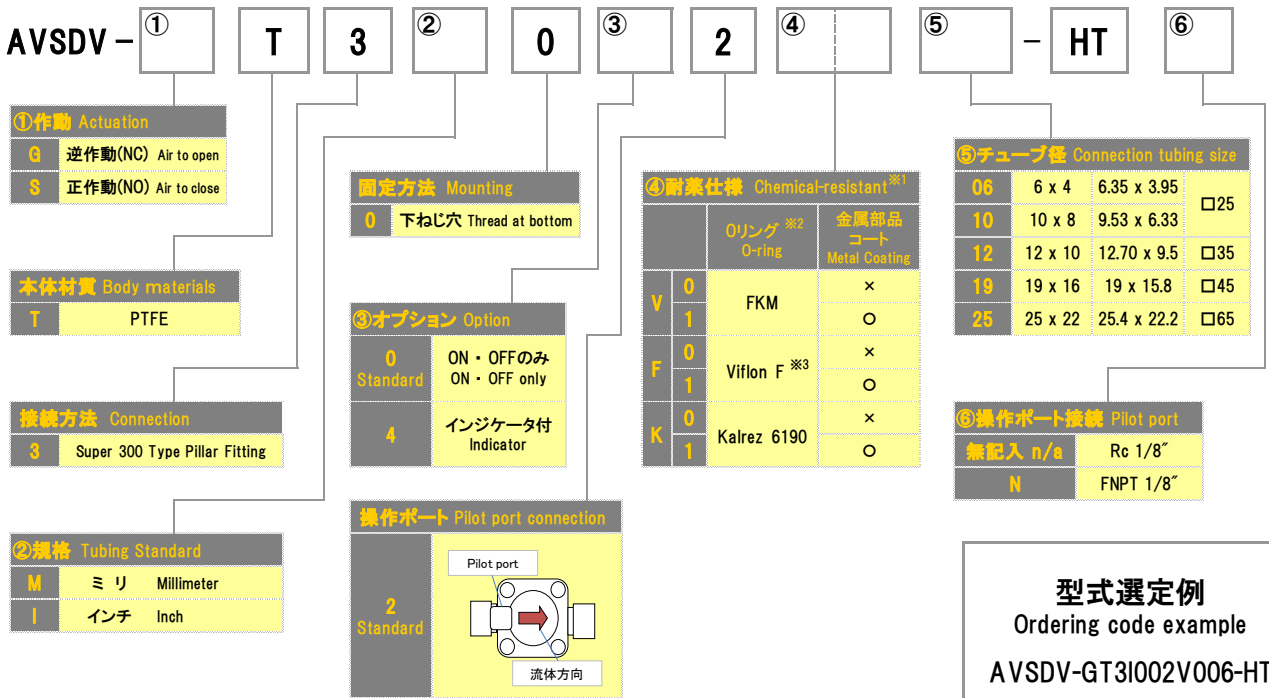 AVSDV- ① T 3 ② 0 ③ 2 ④ ⑤ - HT ⑥
①作動 Actuation
G 逆作動(NC) Air to open
S 正作動(NO) Air to close
本体材質 Body materials
T PTFE
接続方法 Connection
3 Super 300 Type Pillar Fitting
②規格 Tubing Standard
M ミリ Millimeter
I インチ Inch
固定方法 Mounting
0 下ねじ穴 Thread at bottom
③オプション Option
0 Standard
ON・OFFのみ
ON・OFF only
4
インジケータ付
Indicator
操作ポート Pilot port connection
2
Standard
Pilot port
流体方向
④耐薬仕様 Chemical-resistant※1
Oリング ※2
O-ring
金属部品
コート
Metal Coating
V 0 FKM ×
1 ○
F 0 Viflon F ※3 ×
1 ○
K 0 Kalrez 6190 ×
1 ○
⑤チューブ径 Connection tubing size
06 6 x 4 6.35 x 3.95 □25
10 10 x 8 9.53 x 6.33
12 12 x 10 12.70 x 9.5 □35
19 19 x 16 19 x 15.8 □45
25 25 x 22 25.4 x 22.2 □65
⑥操作ポート接続 Pilot port
無記入 n/a Rc 1/8″
N FNPT 1/8″
型式選定例
Ordering code example
AVSDV-GT3I002V006-HT